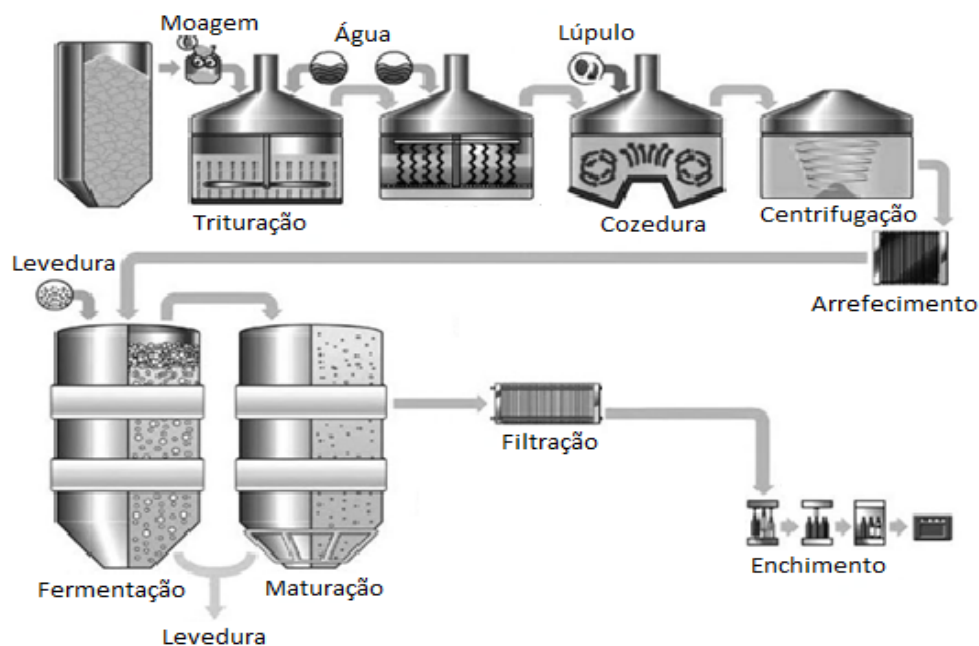 Moagem
Água
Lúpulo
Trituração
Cozedura
Centrifugação
Levedura
Arrefecimento
Filtração
Fermentação
Maturação
Enchimento
Levedura